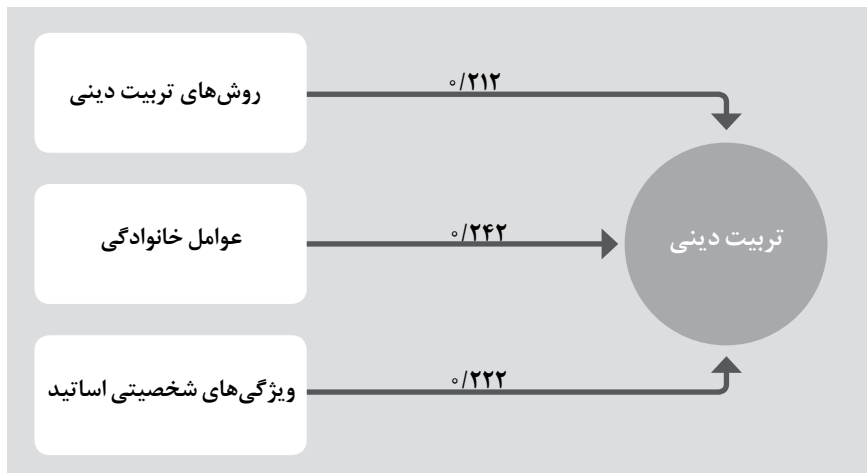 روش‌های تربیت دینی
۰/۲۱۲
عوامل خانوادگی
۰/۲۴۲
تربیت دینی
ویژگی‌های شخصیتی اساتید
۰/۲۲۲